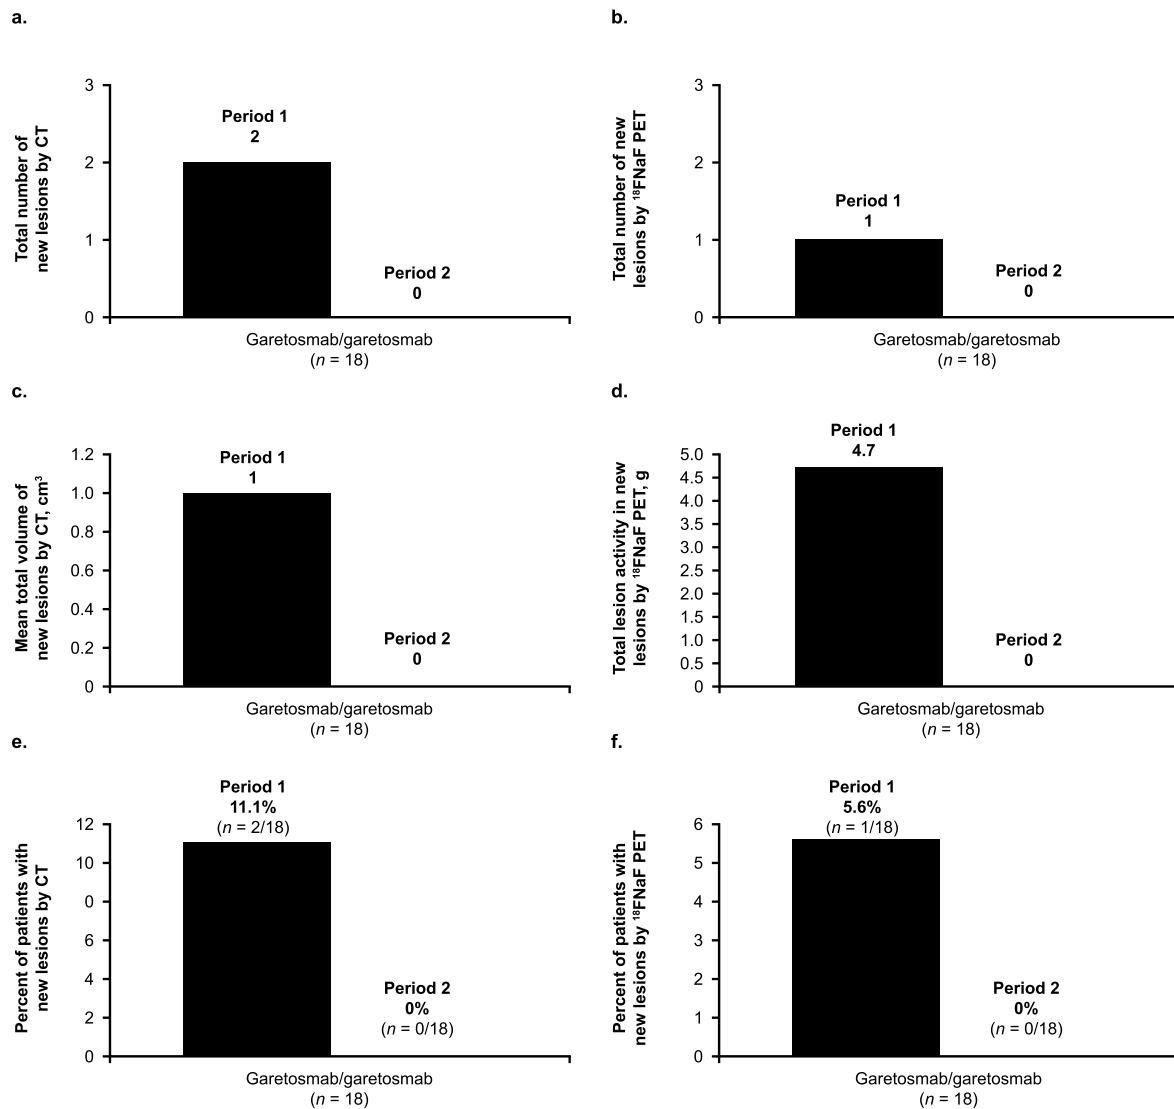 a.
Total number of
new lesions by CT
3
2
1
0
Period 1
2
Period 2
0
Garetosmab/garetosmab
(n = 18)
b.
Total number of new
lesions by ¹⁸FNaF PET
3
2
1
0
Period 1
1
Period 2
0
Garetosmab/garetosmab
(n = 18)
c.
Mean total volume of
new lesions by CT, cm³
1.2
1.0
0.8
0.6
0.4
0.2
0
Period 1
1
Period 2
0
Garetosmab/garetosmab
(n = 18)
d.
Total lesion activity in new
lesions by ¹⁸FNaF PET, g
5.0
4.5
4.0
3.5
3.0
2.5
2.0
1.5
1.0
0.5
0
Period 1
4.7
Period 2
0
Garetosmab/garetosmab
(n = 18)
e.
Percent of patients with
new lesions by CT
12
10
0
6
4
2
0
Period 1
11.1%
(n = 2/18)
Period 2
0%
(n = 0/18)
Garetosmab/garetosmab
(n = 18)
f.
Percent of patients with
new lesions by ¹⁸FNaF PET
6
5
4
3
2
1
0
Period 1
5.6%
(n = 1/18)
Period 2
0%
(n = 0/18)
Garetosmab/garetosmab
(n = 18)